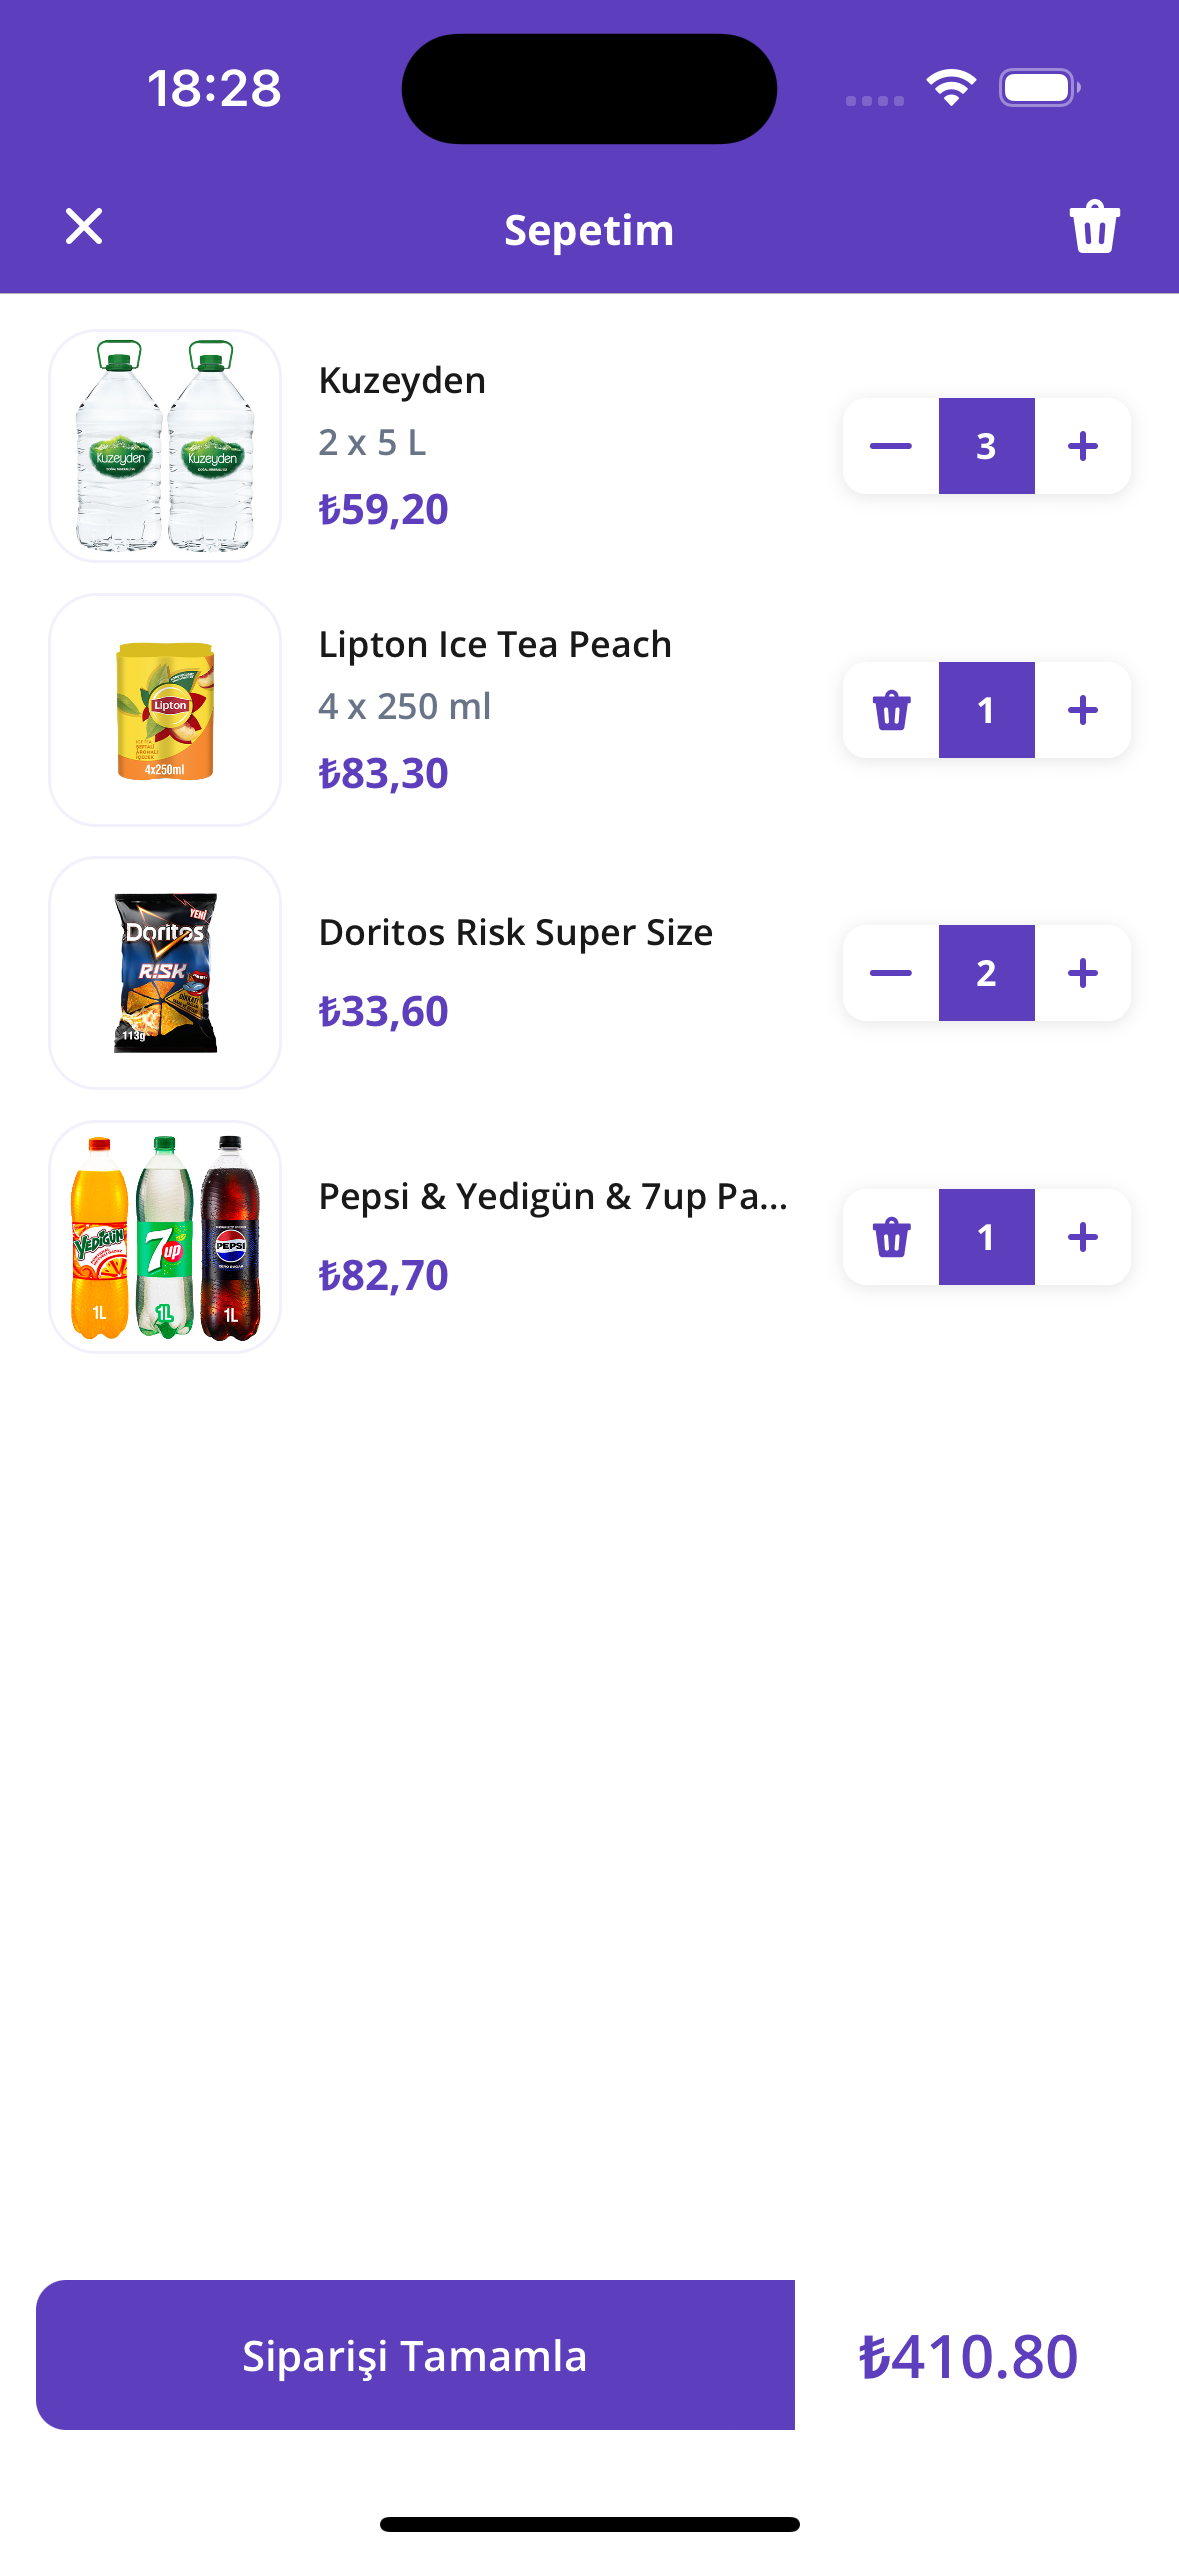 18:28
Sepetim
Kuzeyden Kuzeyden
Kuzeyden
2 x 5 L
₺59,20
3
Lipton
4x250ml
Lipton Ice Tea Peach
4 x 250 ml
₺83,30
1
YENİ
Doritos
RISK
113g
Doritos Risk Super Size
₺33,60
2
YEDİGÜN 7up PEPSI
1L 1L 1L
Pepsi & Yedigün & 7up Pa...
₺82,70
1
Siparişi Tamamla
₺410.80